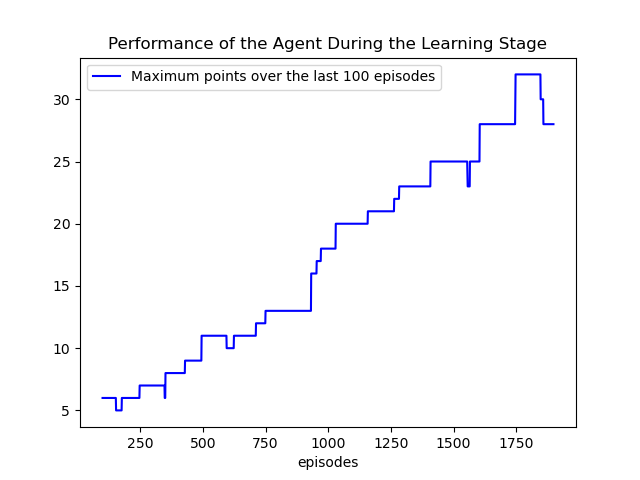 Performance of the Agent During the Learning Stage
Maximum points over the last 100 episodes
30
25
20
15
10
5
250 500 750 1000 1250 1500 1750
episodes